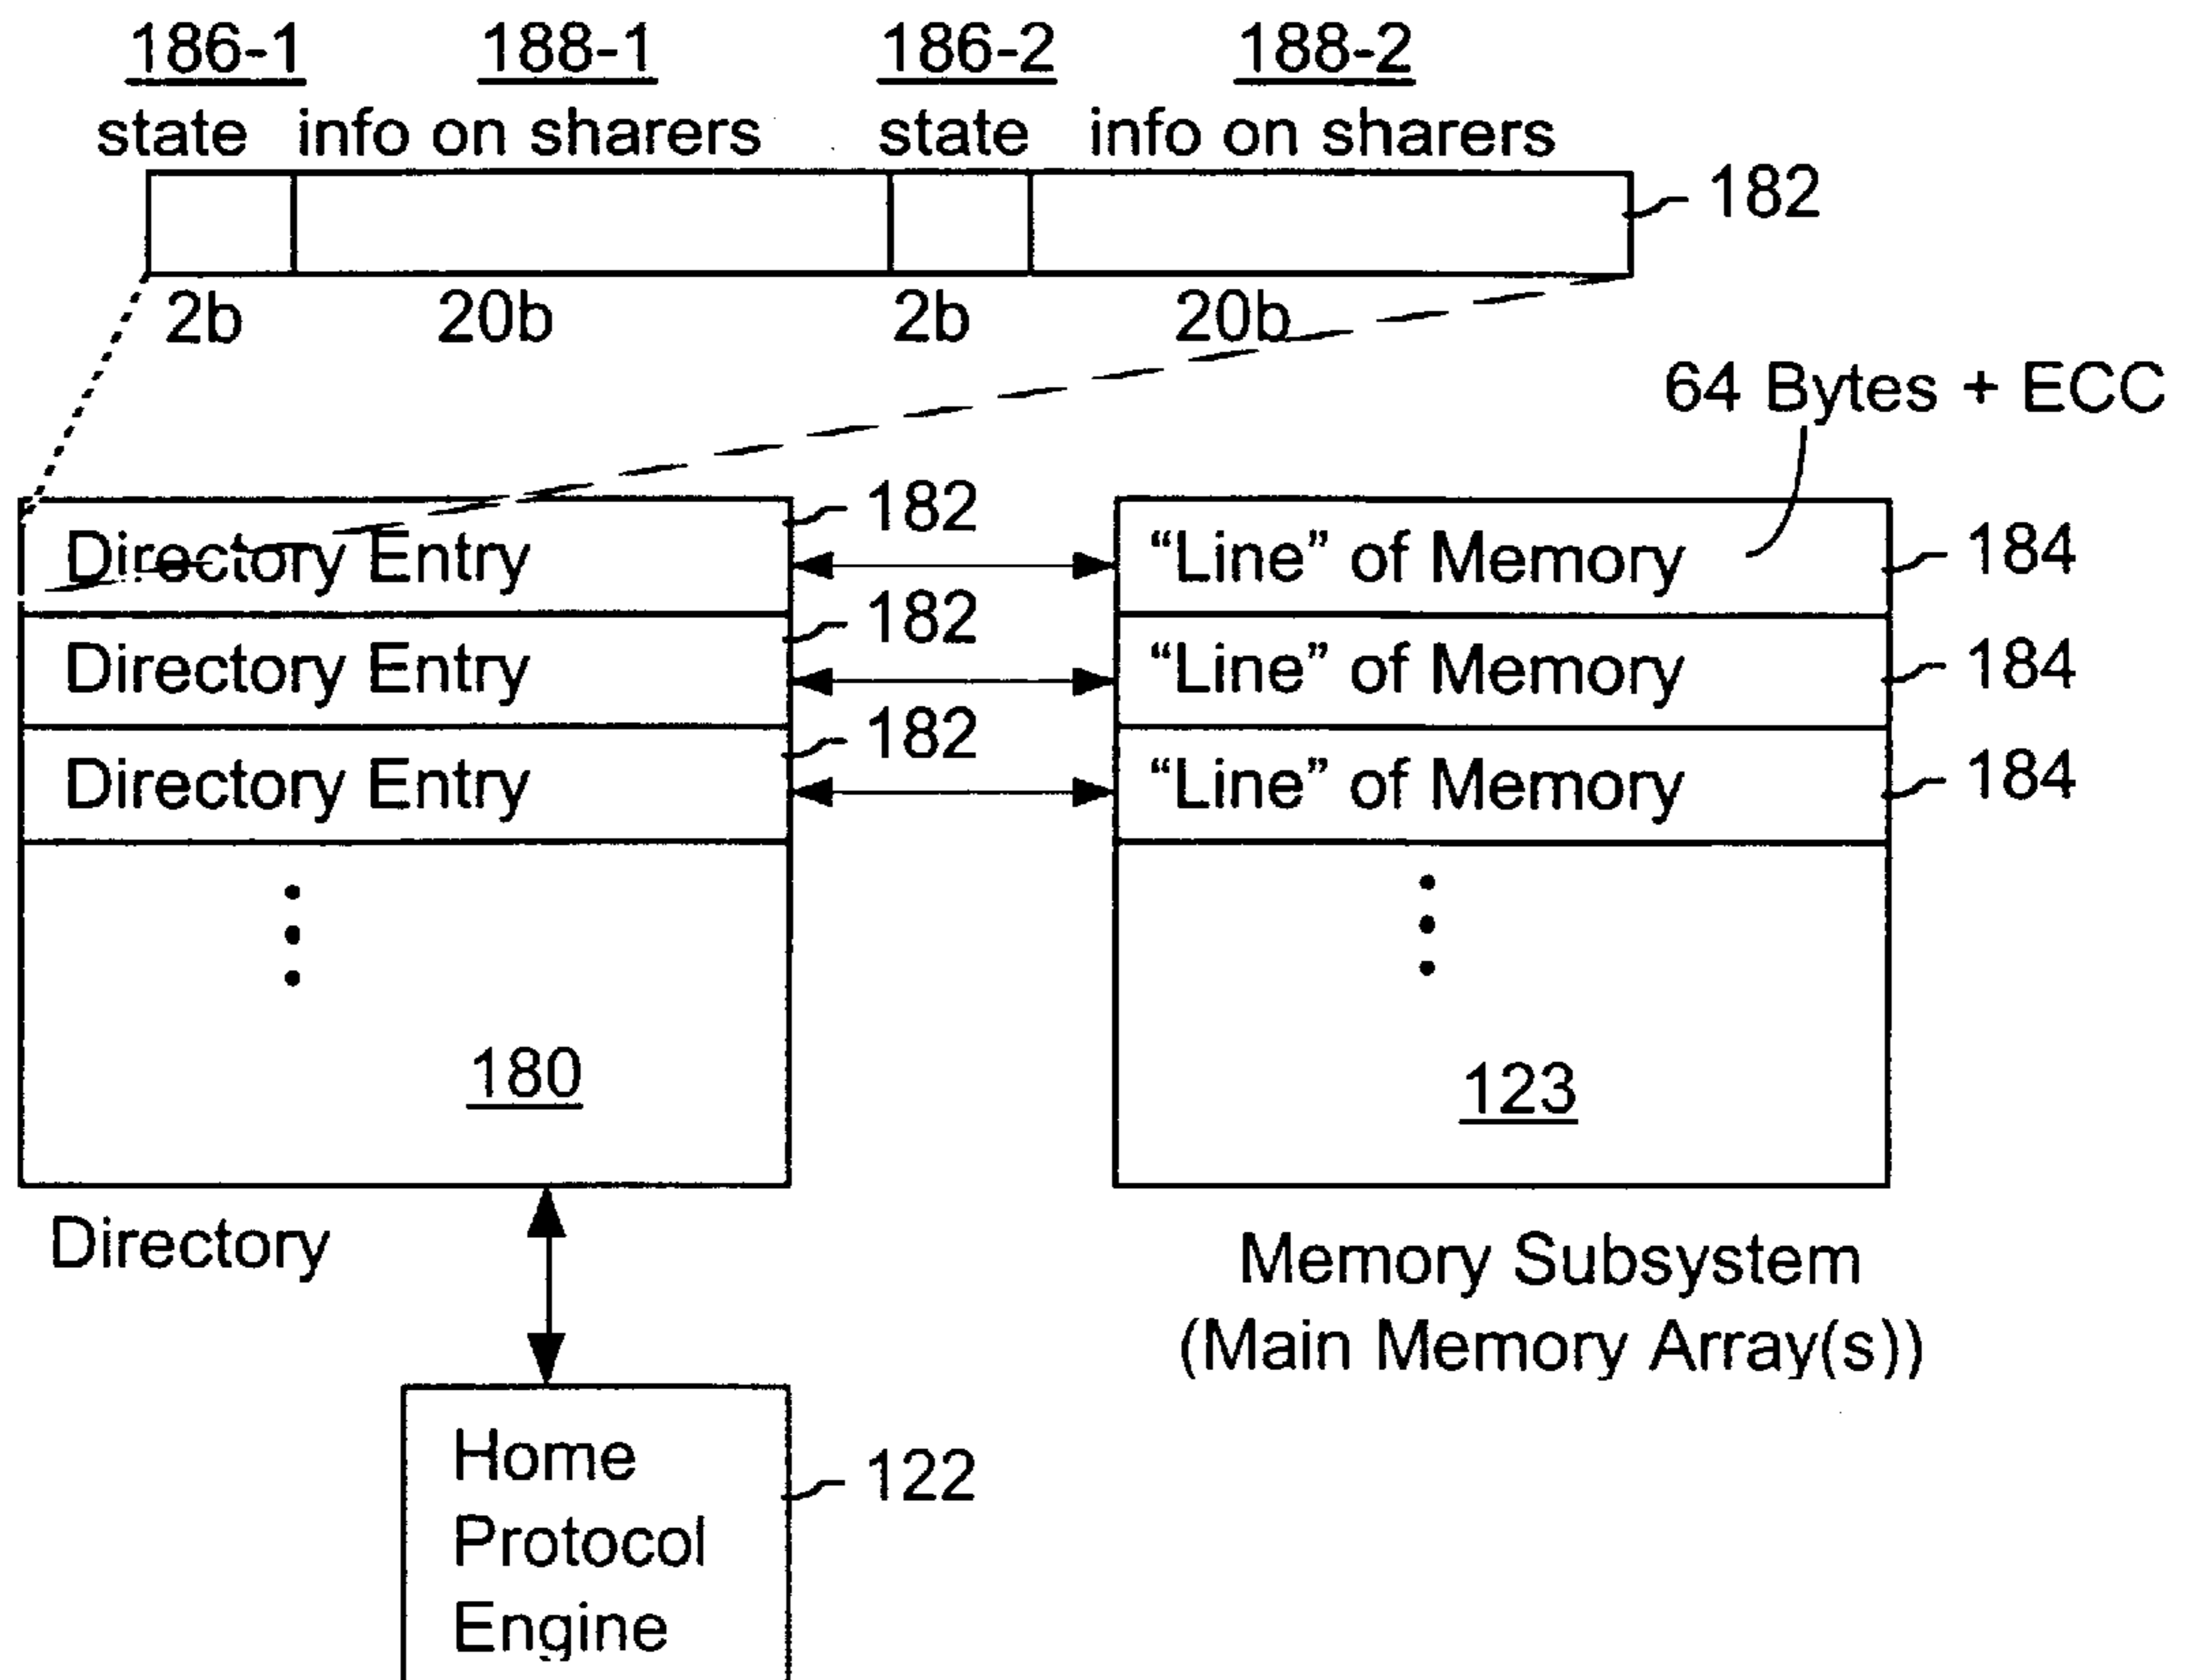 186-1 188-1 186-2 188-2
state info on sharers state info on sharers
182
2b 20b 2b 20b
64 Bytes + ECC
Directory Entry 182 “Line” of Memory 184
Directory Entry 182 “Line” of Memory 184
Directory Entry 182 “Line” of Memory 184
180 123
Directory
Memory Subsystem
(Main Memory Array(s))
Home
Protocol
Engine
122